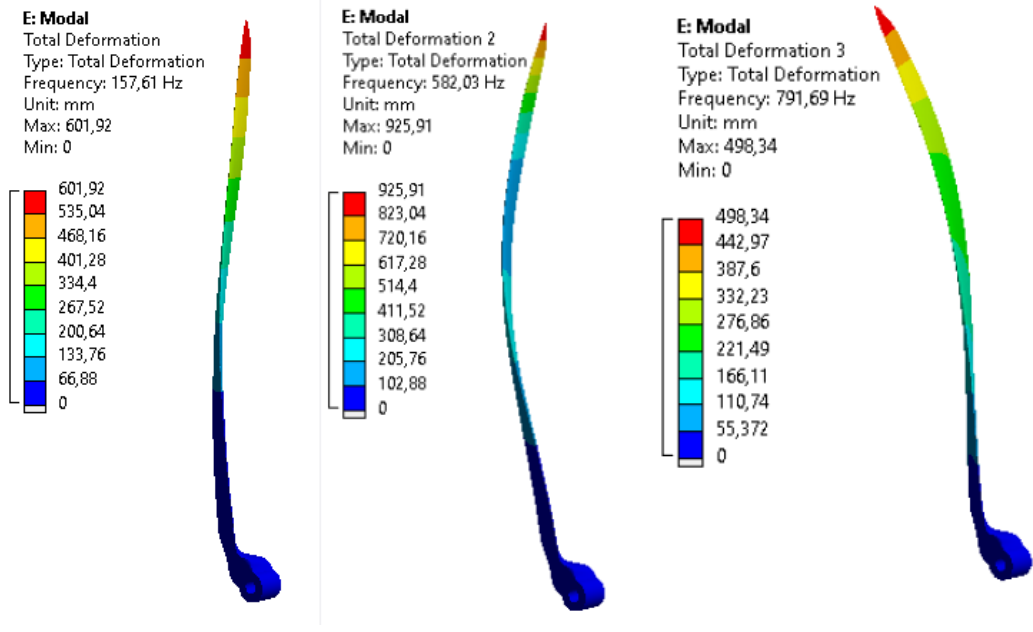 E: Modal
Total Deformation
Type: Total Deformation
Frequency: 157,61 Hz
Unit: mm
Max: 601,92
Min: 0
601,92
535,04
468,16
401,28
334,4
267,52
200,64
133,76
66,88
0
E: Modal
Total Deformation 2
Type: Total Deformation
Frequency: 582,03 Hz
Unit: mm
Max: 925,91
Min: 0
925,91
823,04
720,16
617,28
514,4
411,52
308,64
205,76
102,88
0
E: Modal
Total Deformation 3
Type: Total Deformation
Frequency: 791,69 Hz
Unit: mm
Max: 498,34
Min: 0
498,34
442,97
387,6
332,23
276,86
221,49
166,11
110,74
55,372
0